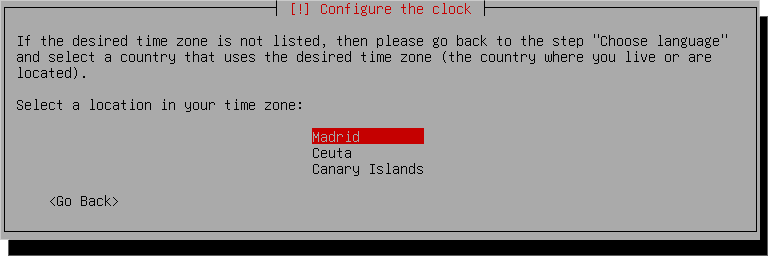 [!] Configure the clock
If the desired time zone is not listed, then please go back to the step "Choose language"
and select a country that uses the desired time zone (the country where you live or are
located).
Select a location in your time zone:
Madrid
Ceuta
Canary Islands
<Go Back>